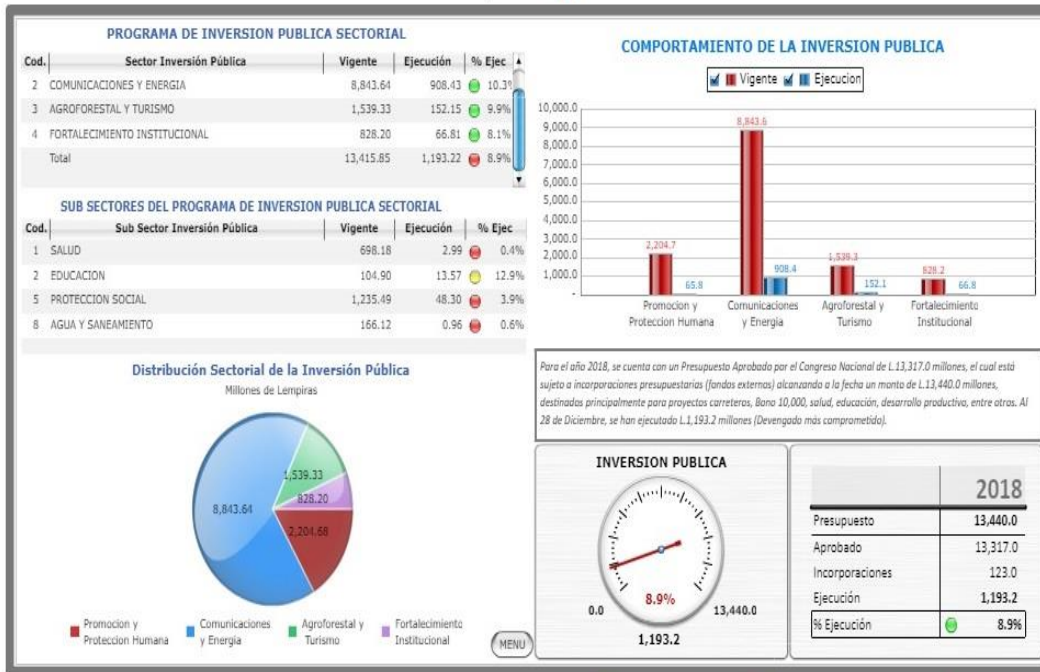 PROGRAMA DE INVERSION PUBLICA SECTORIAL
Cod. Sector Inversión Pública Vigente Ejecución % Ejec
2 COMUNICACIONES Y ENERGIA 8,843.64 908.43 10.3%
3 AGROFORESTAL Y TURISMO 1,539.33 152.15 9.9%
4 FORTALECIMIENTO INSTITUCIONAL 828.20 66.81 8.1%
Total 13,415.85 1,193.22 8.9%
SUB SECTORES DEL PROGRAMA DE INVERSION PUBLICA SECTORIAL
Cod. Sub Sector Inversión Pública Vigente Ejecución % Ejec
1 SALUD 698.18 2.99 0.4%
2 EDUCACION 104.90 13.57 12.9%
5 PROTECCION SOCIAL 1,235.49 48.30 3.9%
8 AGUA Y SANEAMIENTO 166.12 0.96 0.6%
Distribución Sectorial de la Inversión Pública
Millones de Lempiras
1,539.33
828.20
8,843.64
2,204.68
Promocion y Proteccion Humana
Comunicaciones y Energia
Agroforestal y Turismo
Fortalecimiento Institucional
MENU
COMPORTAMIENTO DE LA INVERSION PUBLICA
Vigente Ejecucion
10,000.0
9,000.0
8,000.0
7,000.0
6,000.0
5,000.0
4,000.0
3,000.0
2,000.0
1,000.0
-
2,204.7 65.8
8,843.6 908.4
1,539.3 152.1
828.2 66.8
Promocion y Proteccion Humana
Comunicaciones y Energia
Agroforestal y Turismo
Fortalecimiento Institucional
Para el año 2018, se cuenta con un Presupuesto Aprobado por el Congreso Nacional de L.13,317.0 millones, el cual está
sujeto a incorporaciones presupuestarias (fondos externos) alcanzando a la fecha un monto de L.13,440.0 millones,
destinados principalmente para proyectos carreteros, Bono 10,000, salud, educación, desarrollo productivo, entre otros. Al
28 de Diciembre, se han ejecutado L.1,193.2 millones (Devengado más comprometido).
INVERSION PUBLICA
8.9%
0.0 13,440.0
1,193.2
2018
Presupuesto 13,440.0
Aprobado 13,317.0
Incorporaciones 123.0
Ejecución 1,193.2
% Ejecución 8.9%